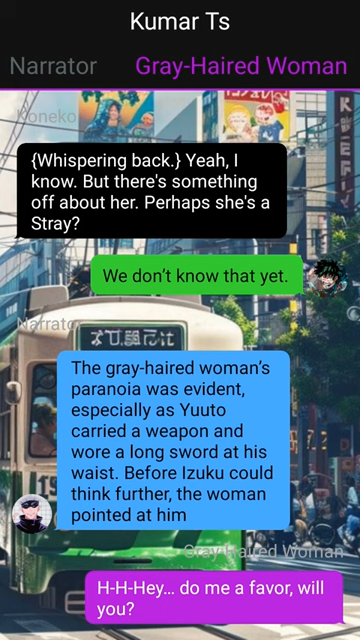 Kumar Ts
Narrator
Gray-Haired Woman
Koneko
{Whispering back.} Yeah, I
know. But there's something
off about her. Perhaps she's a
Stray?
We don’t know that yet.
Narrator
The gray-haired woman’s
paranoia was evident,
especially as Yuuto
carried a weapon and
wore a long sword at his
waist. Before Izuku could
think further, the woman
pointed at him
Gray-Haired Woman
H-H-Hey… do me a favor, will
you?